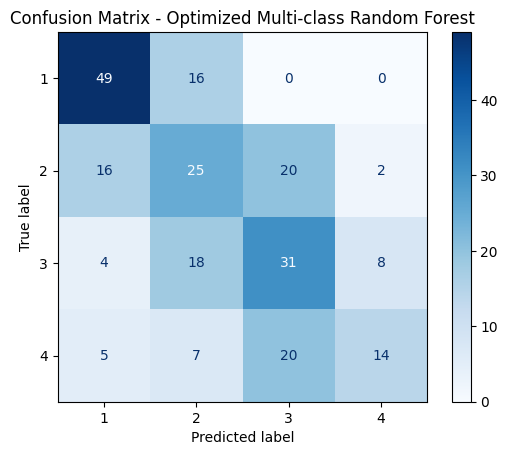 Confusion Matrix - Optimized Multi-class Random Forest
1 49 16 0 0
2 16 25 20 2
3 4 18 31 8
4 5 7 20 14
1 2 3 4
Predicted label
True label
40
30
20
10
0